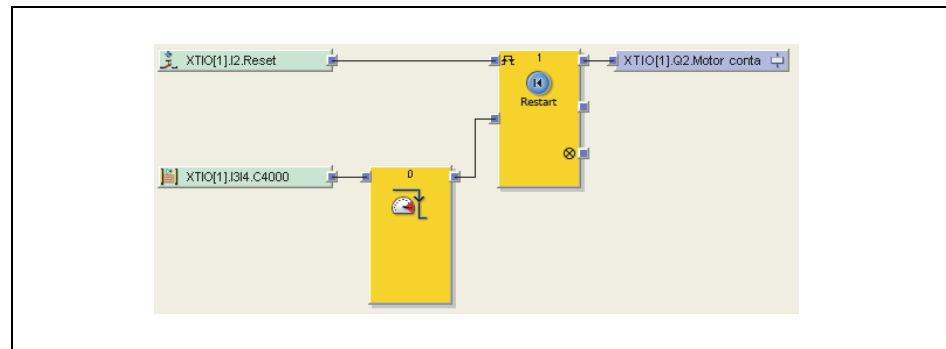 XTIO[1].I2.Reset
1
XTIO[1].Q2.Motor conta
Restart
XTIO[1].I3I4.C4000
0